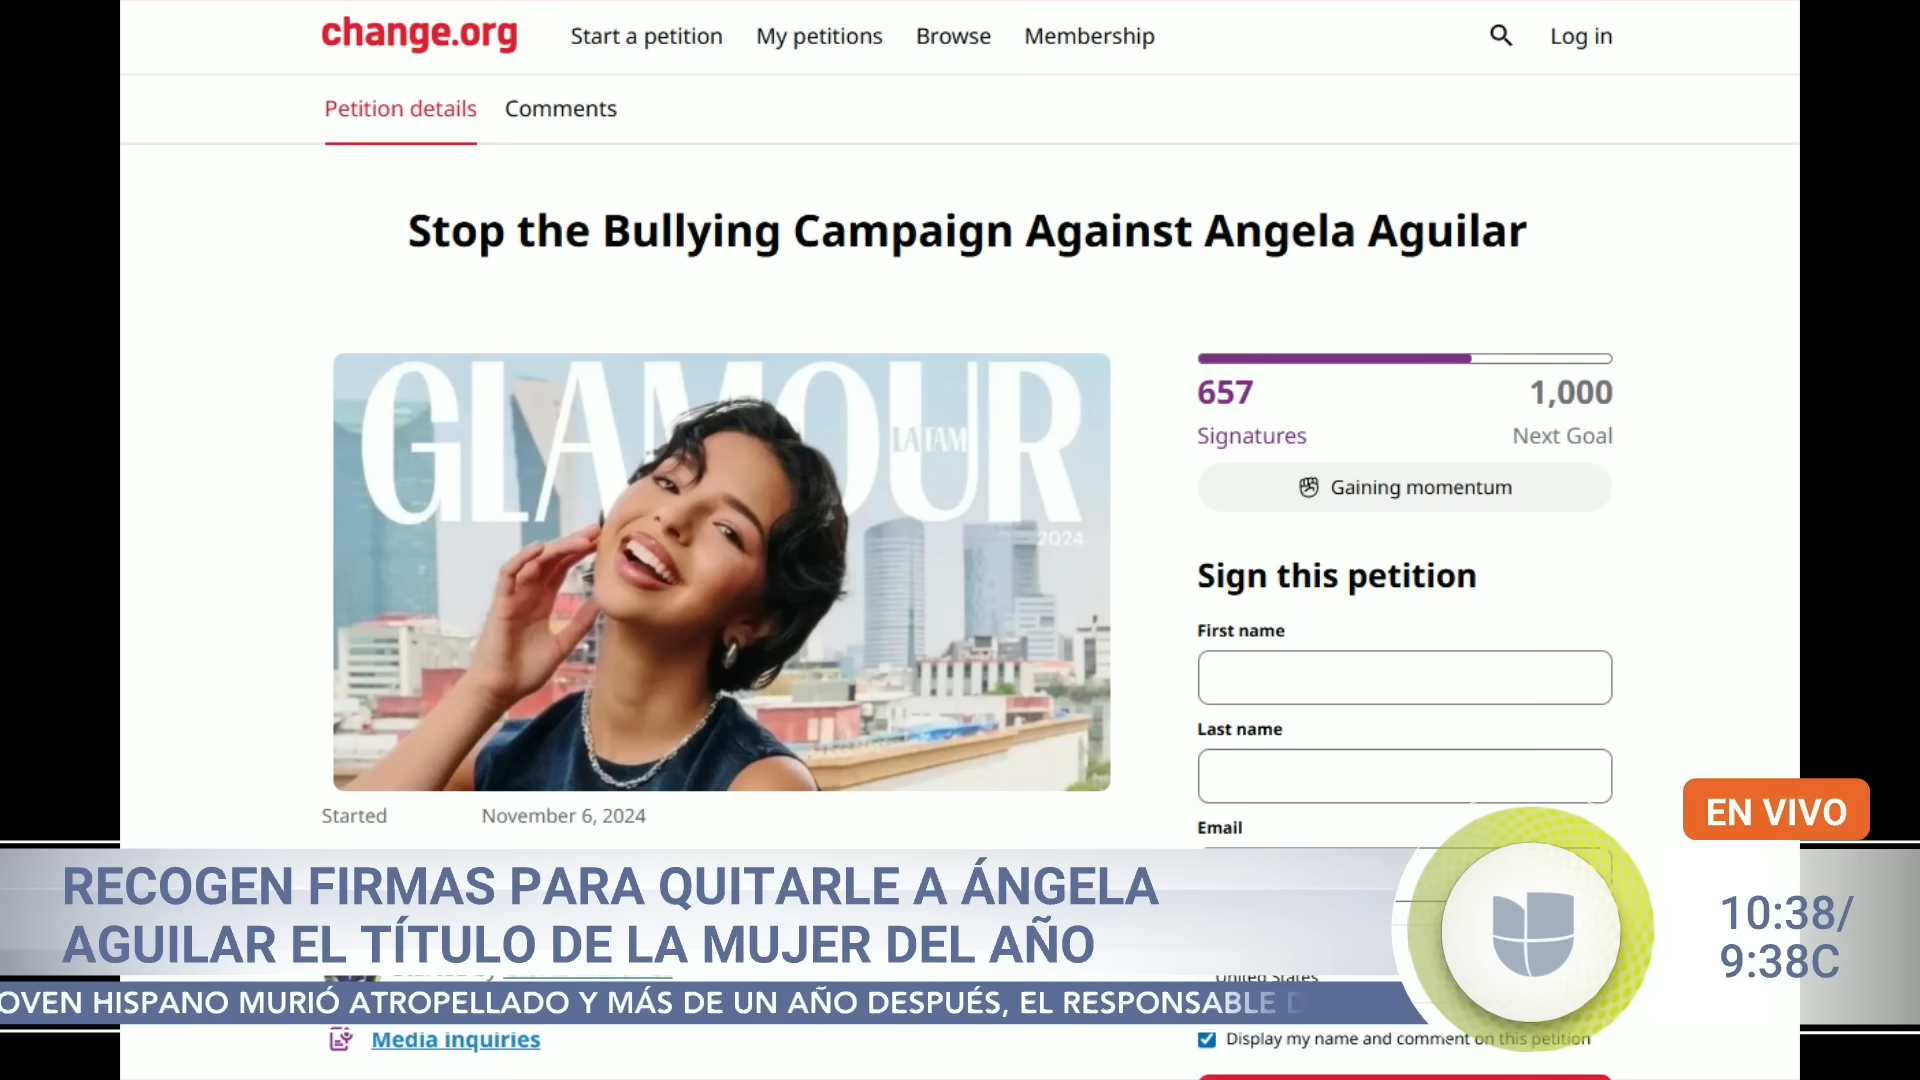 change.org Start a petition My petitions Browse Membership Log in
Petition details Comments
Stop the Bullying Campaign Against Angela Aguilar
GLAMOUR
LATAM
2024
657 1,000
Signatures Next Goal
Gaining momentum
Sign this petition
First name
Last name
Email
Started November 6, 2024
EN VIVO
RECOGEN FIRMAS PARA QUITARLE A ÁNGELA
AGUILAR EL TÍTULO DE LA MUJER DEL AÑO
10:38/
9:38C
Started by
United States
OVEN HISPANO MURIÓ ATROPELLADO Y MÁS DE UN AÑO DESPUÉS, EL RESPONSABLE D
Media inquiries
Display my name and comment on this petition